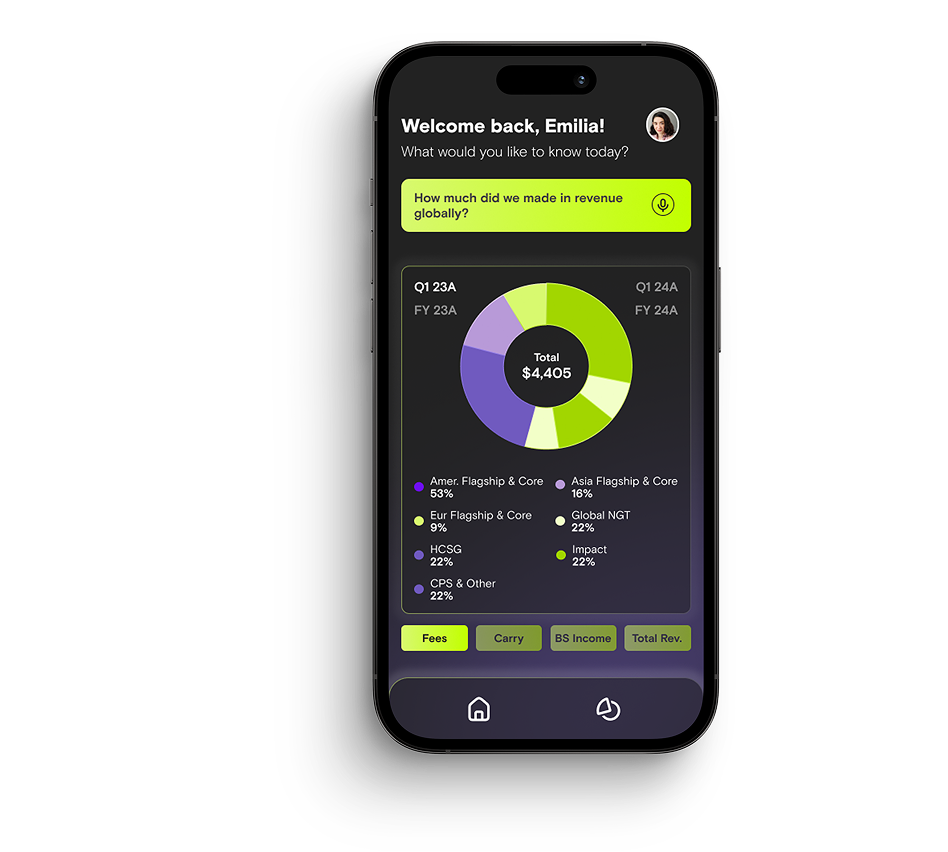 Welcome back, Emilia!
What would you like to know today?
How much did we made in revenue
globally?
Q1 23A
Q1 24A
FY 23A
FY 24A
Total
$4,405
Amer. Flagship & Core
53%
Asia Flagship & Core
16%
Eur Flagship & Core
9%
Global NGT
22%
HCSG
22%
Impact
22%
CPS & Other
22%
Fees
Carry
BS Income
Total Rev.